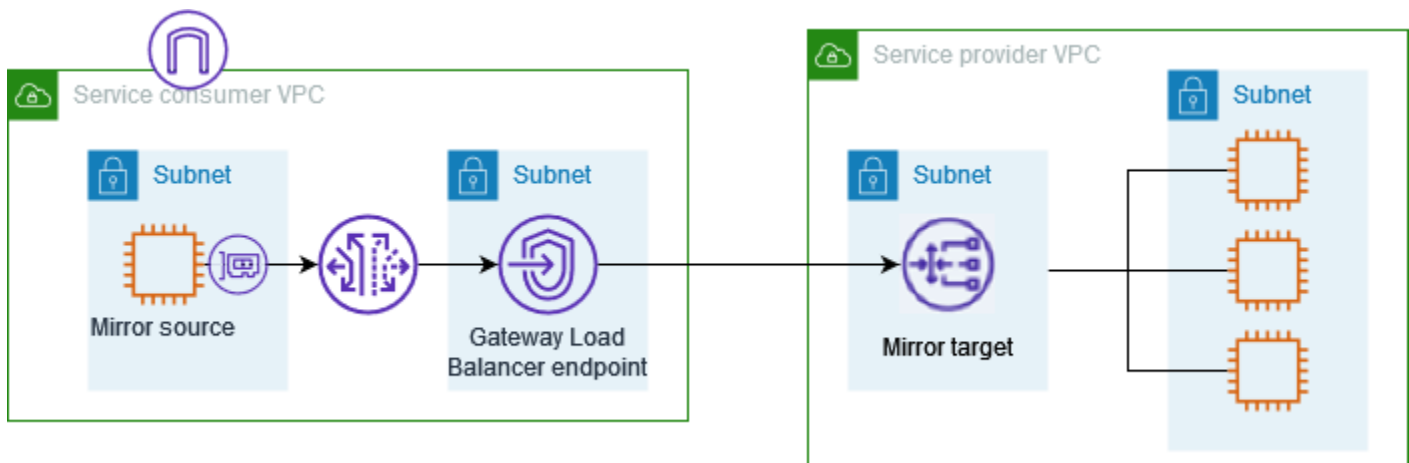 Service consumer VPC
Subnet
Mirror source
Subnet
Gateway Load
Balancer endpoint
Service provider VPC
Subnet
Mirror target
Subnet